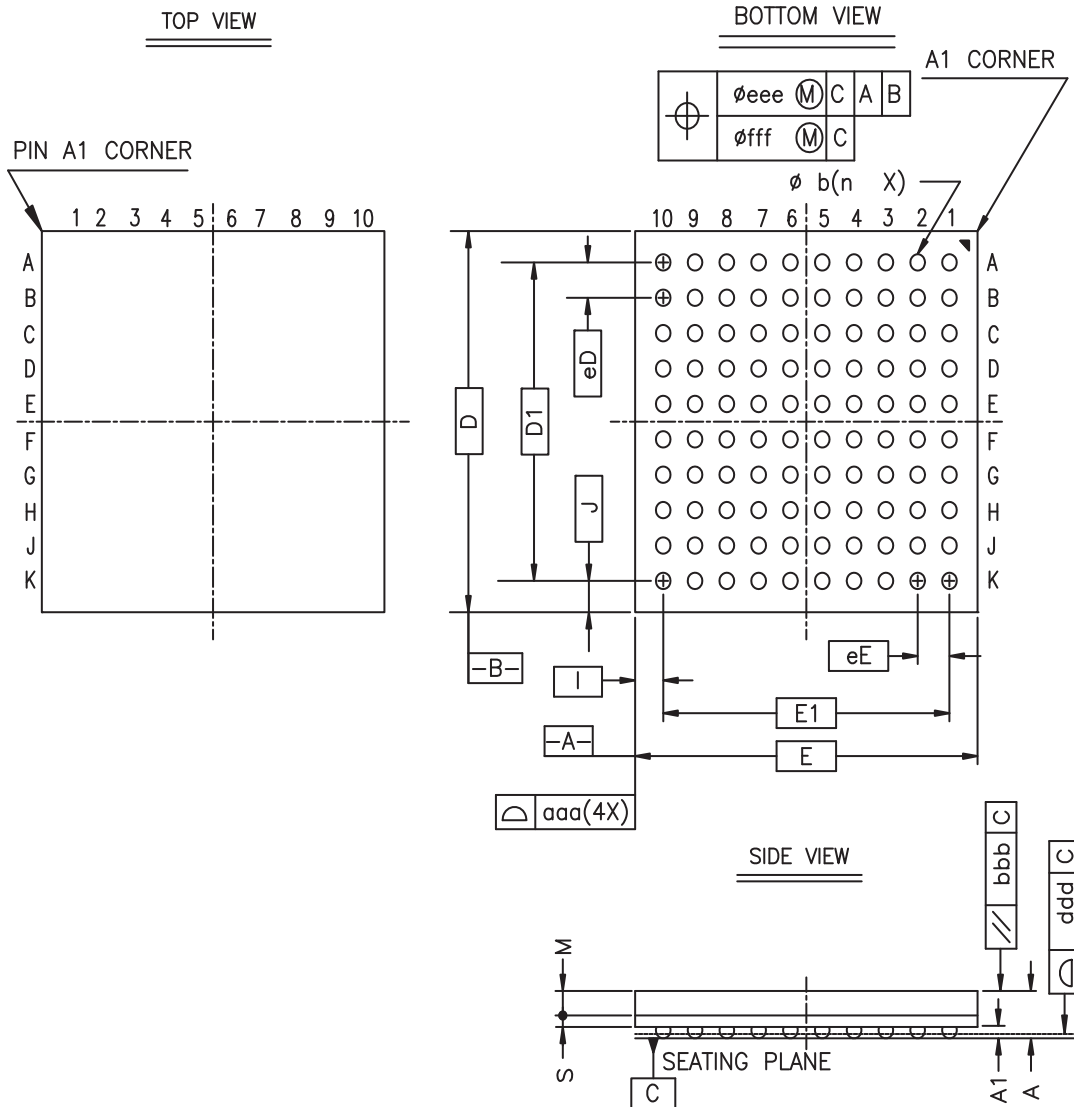 TOP VIEW
BOTTOM VIEW
A1 CORNER
øeee Ⓜ C A B
øfff Ⓜ C
PIN A1 CORNER
ø b(n X)
1 2 3 4 5 6 7 8 9 10
10 9 8 7 6 5 4 3 2 1
A
B
C
D
E
F
G
H
J
K
A
B
C
D
E
F
G
H
J
K
eD
D
D1
J
eE
-B-
I
E1
-A-
E
aaa(4X)
SIDE VIEW
// bbb C
ddd C
M
S
SEATING PLANE
C
A1
A